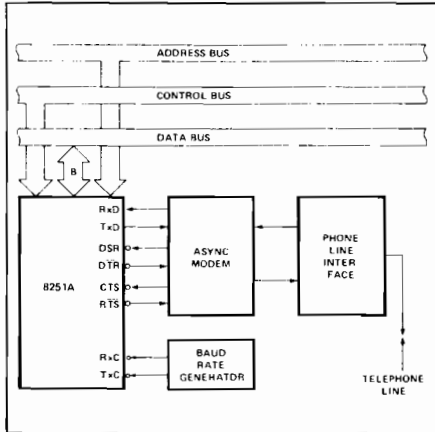 ADDRESS BUS
CONTROL BUS
DATA BUS
8
8251A
RxD
TxD
DSR
DTR
CTS
RTS
RxC
TxC
ASYNC
MODEM
PHONE
LINE
INTER
FACE
BAUD
RATE
GENEHATOR
TELEPHONE
LINE